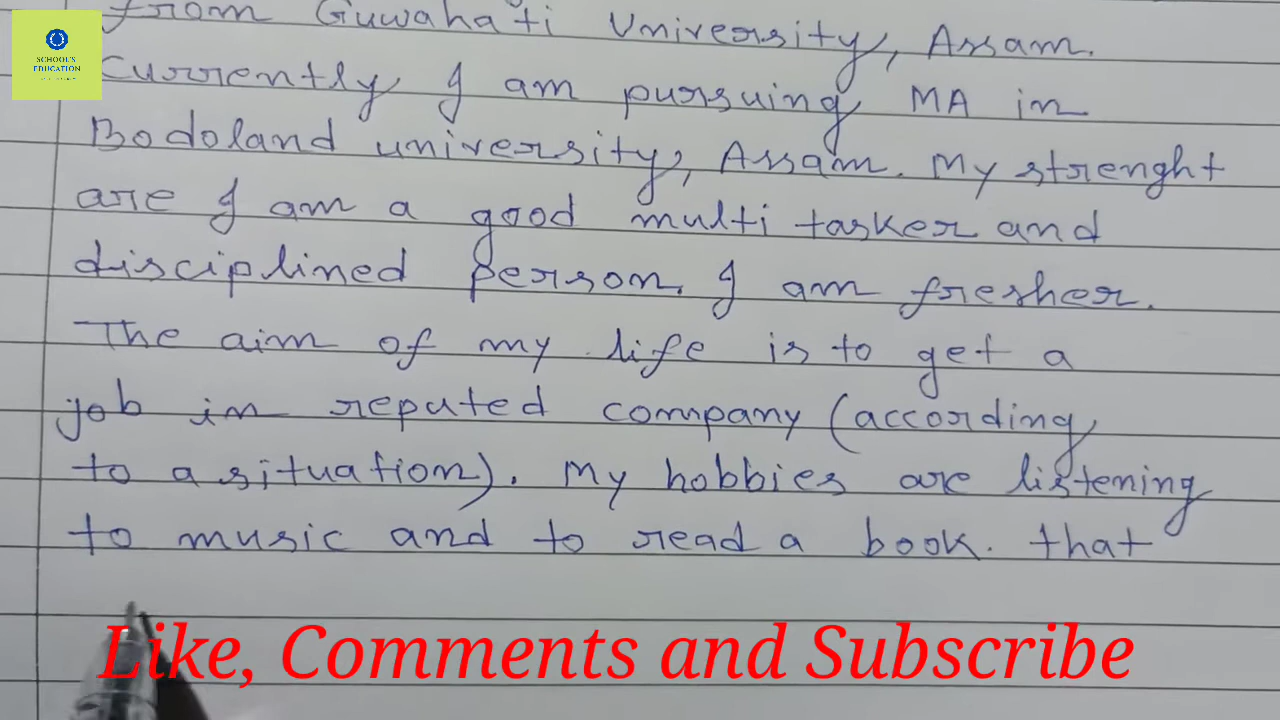 from Guwahati University, Assam.
SCHOOL'S
EDUCATION
Currently I am pursuing MA in
Bodoland university, Assam. My strenght
are I am a good multi tasker and
disciplined person. I am fresher.
The aim of my life is to get a
job in reputed company (according
to a situation). My hobbies are listening
to music and to read a book. that
Like, Comments and Subscribe